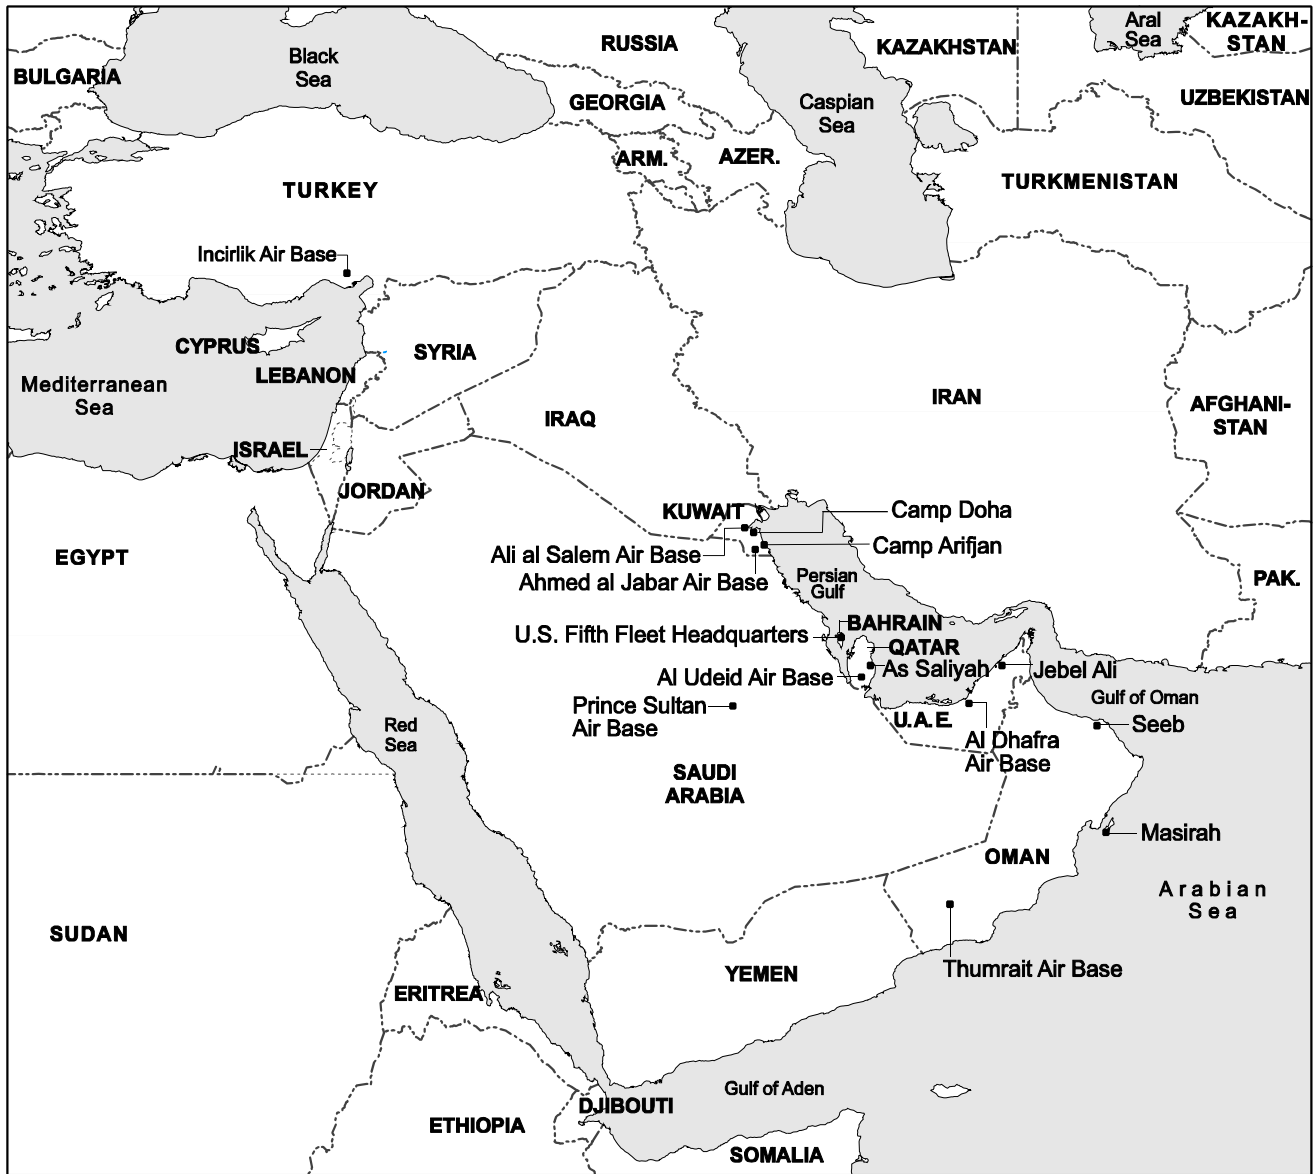 KAZAKH-
STAN
Aral
Sea
RUSSIA
KAZAKHSTAN
Black
Sea
BULGARIA
UZBEKISTAN
GEORGIA
Caspian
Sea
ARM.
AZER.
TURKMENISTAN
TURKEY
Incirlik Air Base
CYPRUS
SYRIA
LEBANON
Mediterranean
Sea
IRAN
AFGHANI-
STAN
IRAQ
ISRAEL
JORDAN
KUWAIT
Camp Doha
Camp Arifjan
Ali al Salem Air Base
Ahmed al Jabar Air Base
EGYPT
Persian
Gulf
PAK.
BAHRAIN
U.S. Fifth Fleet Headquarters
QATAR
As Saliyah
Jebel Ali
Al Udeid Air Base
Gulf of Oman
Prince Sultan
Air Base
U.A.E.
Seeb
Red
Sea
Al Dhafra
Air Base
SAUDI
ARABIA
Masirah
OMAN
Arabian
Sea
SUDAN
YEMEN
Thumrait Air Base
ERITREA
Gulf of Aden
DJIBOUTI
ETHIOPIA
SOMALIA